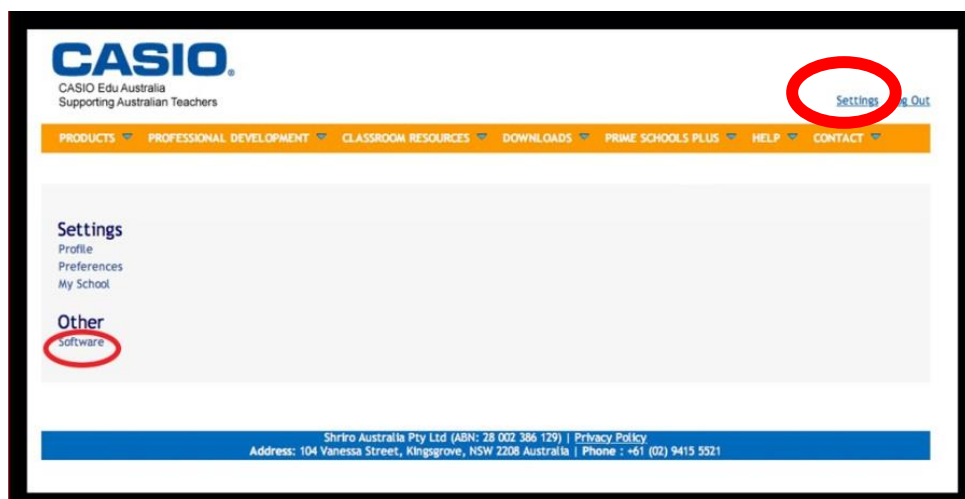 CASIO®
CASIO Edu Australia
Supporting Australian Teachers
Settings Log Out
PRODUCTS PROFESSIONAL DEVELOPMENT CLASSROOM RESOURCES DOWNLOADS PRIME SCHOOLS PLUS HELP CONTACT
Settings
Profile
Preferences
My School
Other
Software
Shriro Australia Pty Ltd (ABN: 28 002 386 129) | Privacy Policy
Address: 104 Vanessa Street, Kingsgrove, NSW 2208 Australia | Phone : +61 (02) 9415 5521